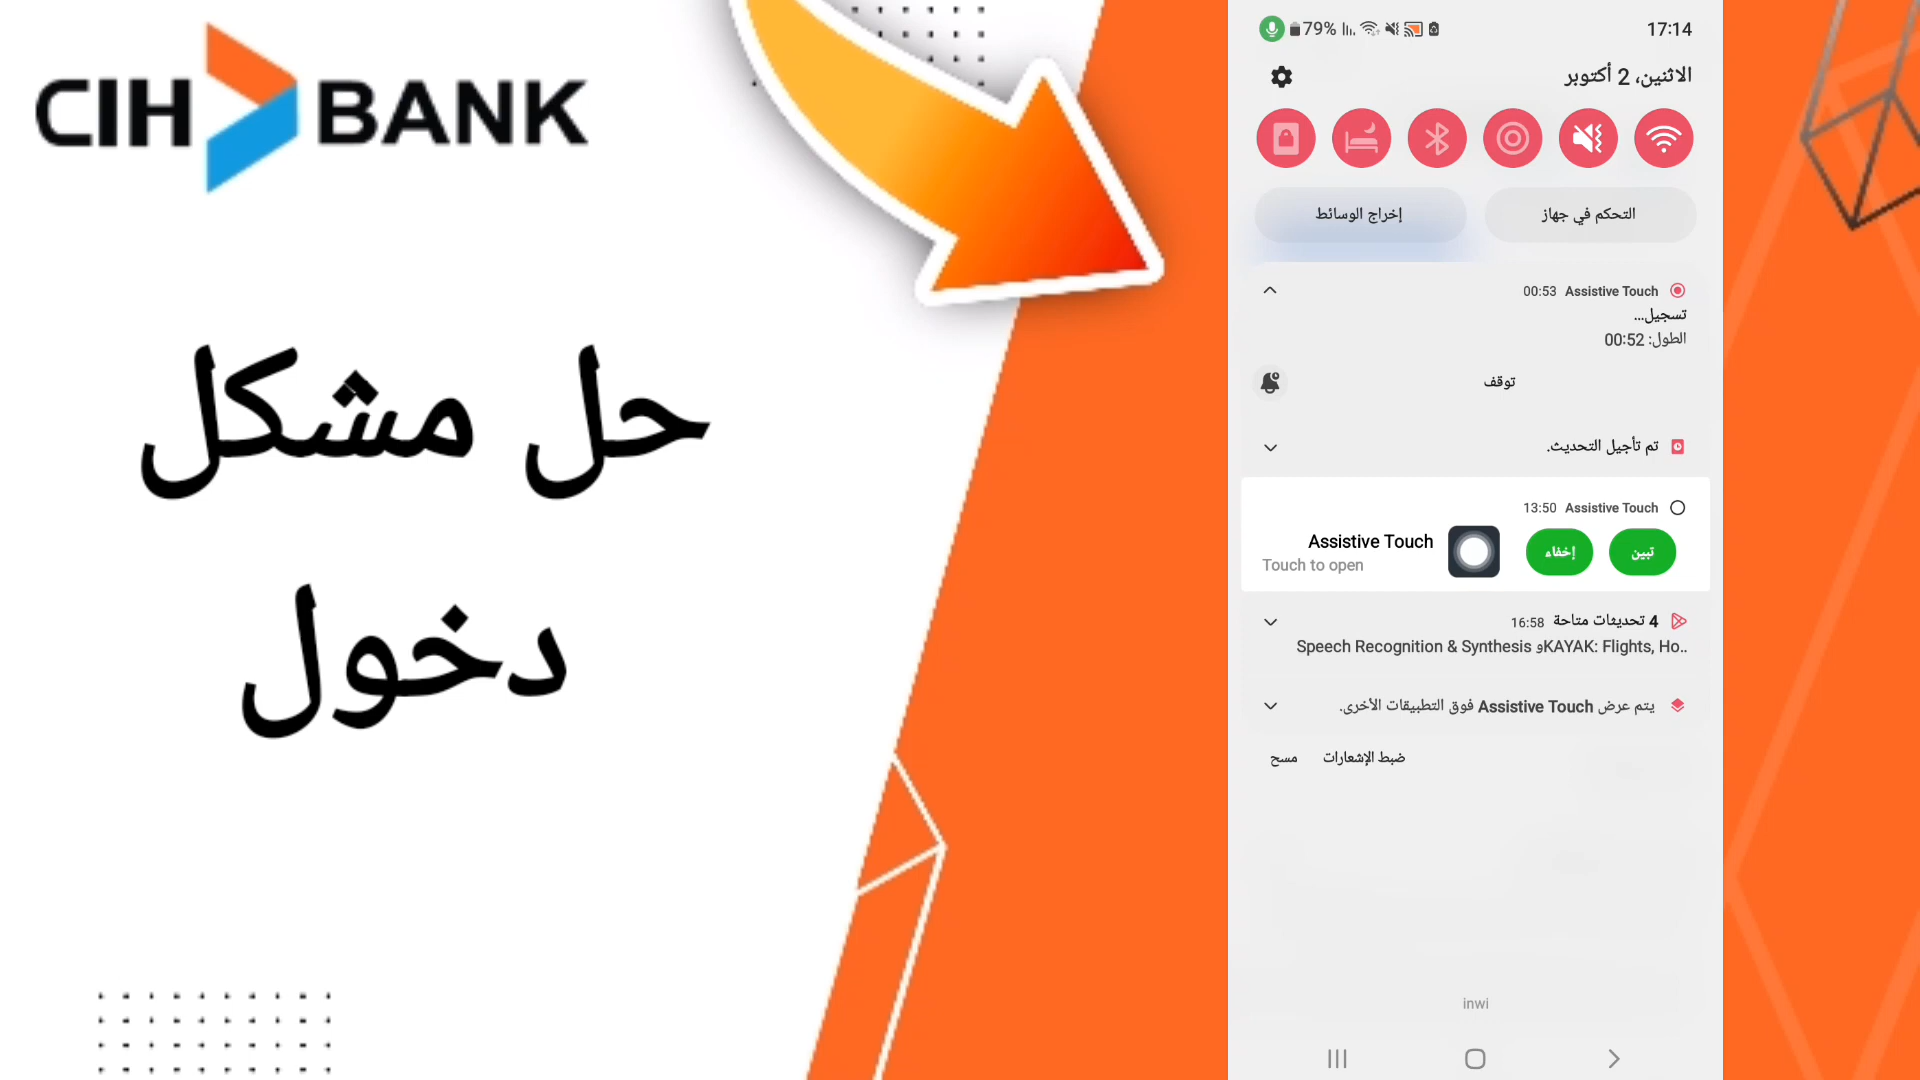 CIH BANK
حل مشكل
دخول
79%
17:14
الاثنين، 2 أكتوبر
التحكم في جهاز
إخراج الوسائط
Assistive Touch 00:53
تسجيل...
الطول: 00:52
توقف
تم تأجيل التحديث.
Assistive Touch 13:50
تبين
إخفاء
Assistive Touch
Touch to open
4 تحديثات متاحة 16:58
Speech Recognition & Synthesis وKAYAK: Flights, Ho..
يتم عرض Assistive Touch فوق التطبيقات الأخرى.
ضبط الإشعارات
مسح
inwi